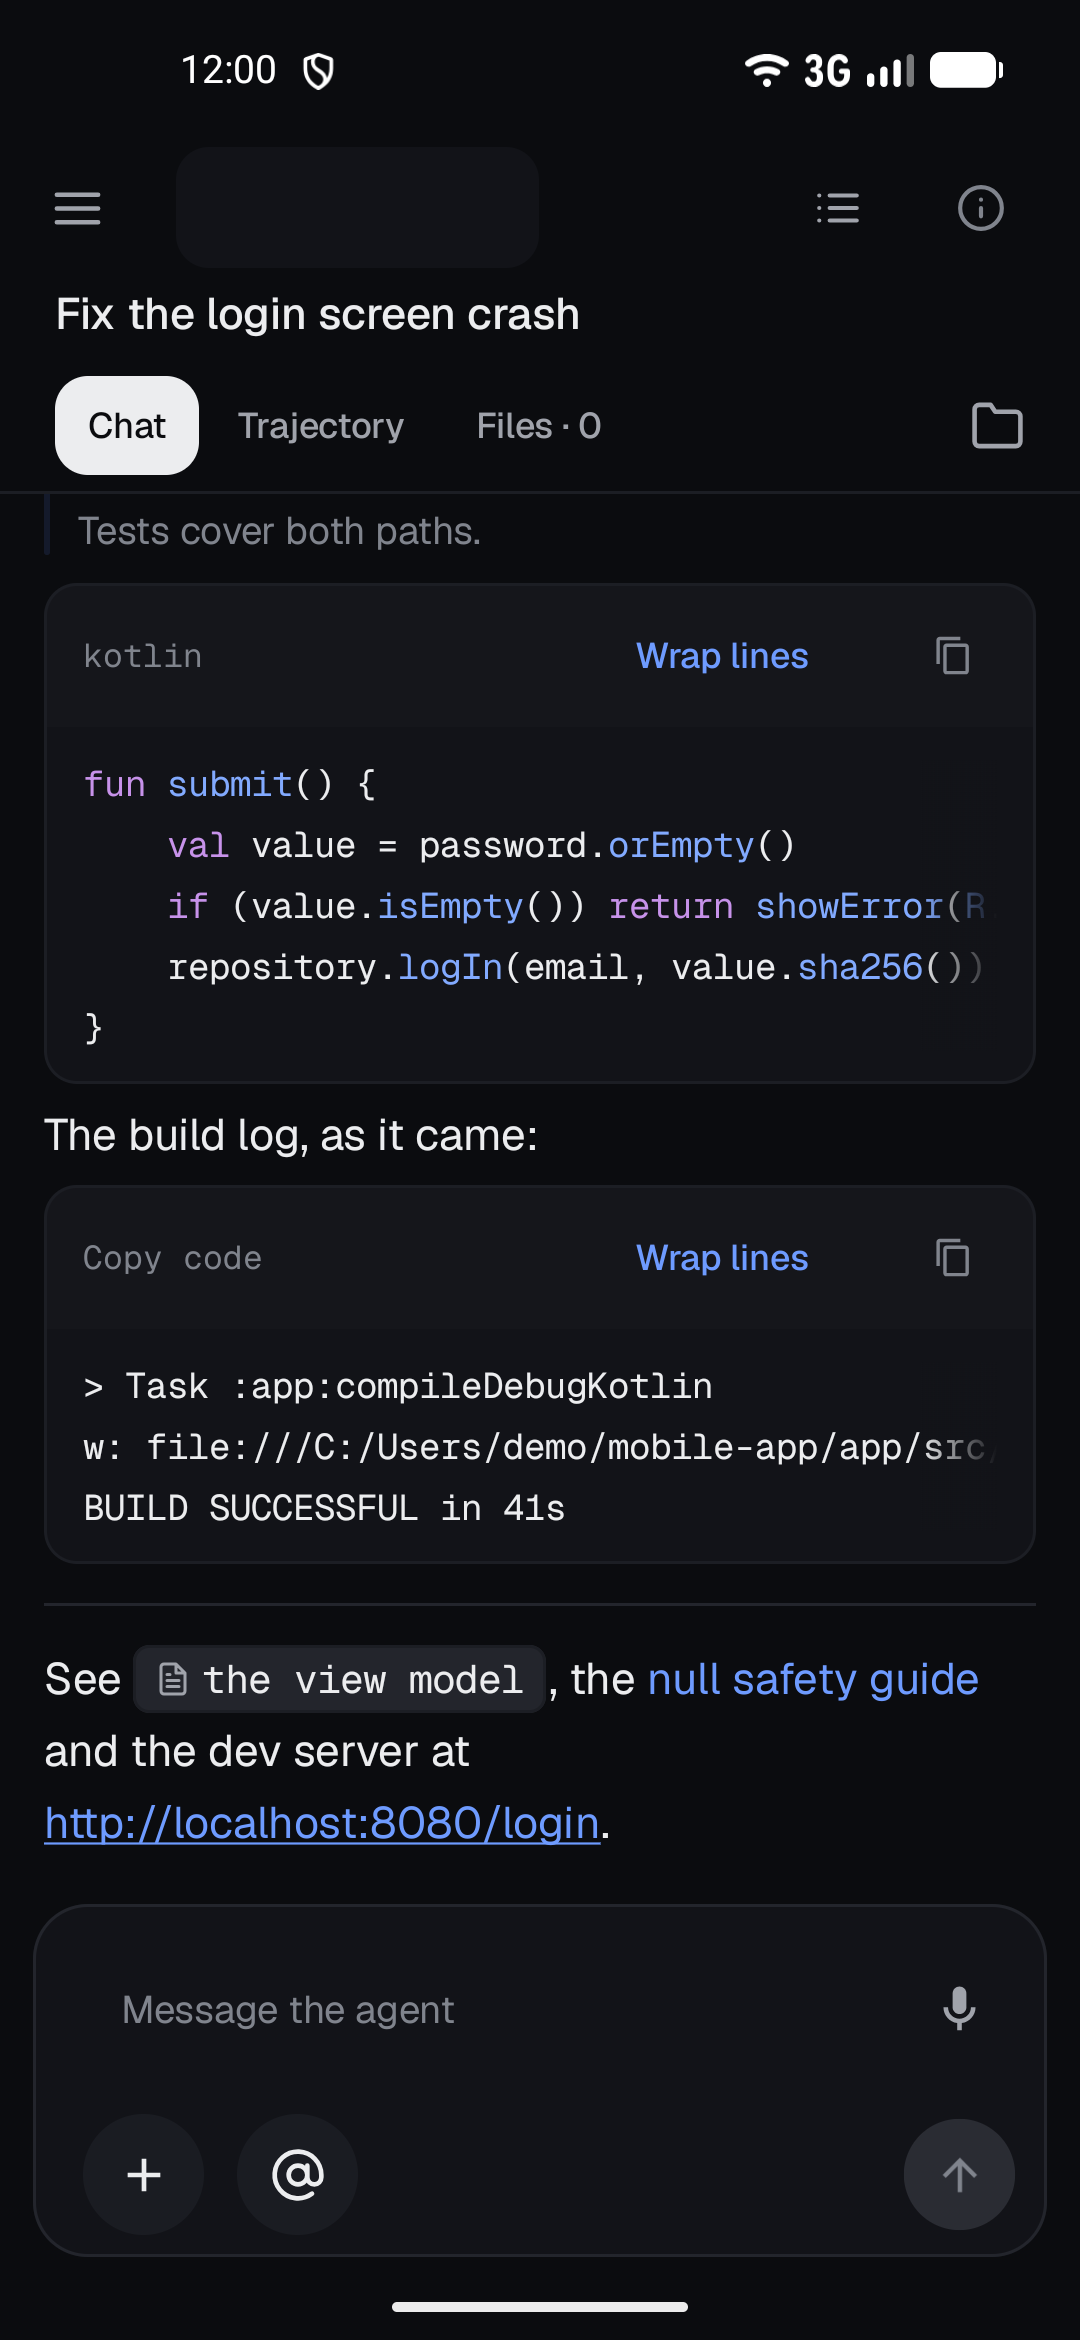 12:00
3G
Fix the login screen crash
Chat
Trajectory
Files · 0
Tests cover both paths.
kotlin
Wrap lines
fun submit() {
    val value = password.orEmpty()
    if (value.isEmpty()) return showError(R.
    repository.logIn(email, value.sha256())
}
The build log, as it came:
Copy code
Wrap lines
> Task :app:compileDebugKotlin
w: file:///C:/Users/demo/mobile-app/app/src/
BUILD SUCCESSFUL in 41s
See the view model, the null safety guide
and the dev server at
http://localhost:8080/login.
Message the agent